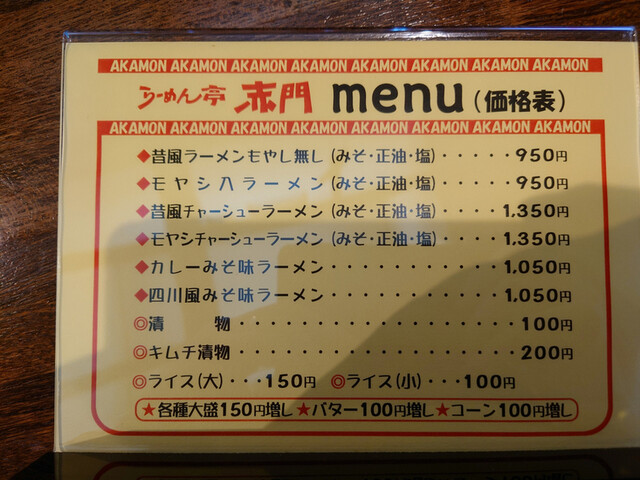 AKAMON AKAMON AKAMON AKAMON AKAMON AKAMON AKAMON AKAMON
らーめん亭 赤門 menu (価格表)
AKAMON AKAMON AKAMON AKAMON AKAMON AKAMON AKAMON AKAMON
◆昔風ラーメンもやし無し(みそ・正油・塩)・・・・・950円
◆モヤシ入ラーメン(みそ・正油・塩)・・・・・950円
◆昔風チャーシューラーメン(みそ・正油・塩)・・・・1,350円
◆モヤシチャーシューラーメン(みそ・正油・塩)・・・・1,350円
◆カレーみそ味ラーメン・・・・・・・・・・・1,050円
◆四川風みそ味ラーメン・・・・・・・・・・・1,050円
◎漬　　物・・・・・・・・・・・・・・・・・100円
◎キムチ漬物・・・・・・・・・・・・・・・・・200円
◎ライス(大)・・・150円 ◎ライス(小)・・・100円
★各種大盛150円増し★バター100円増し★コーン100円増し